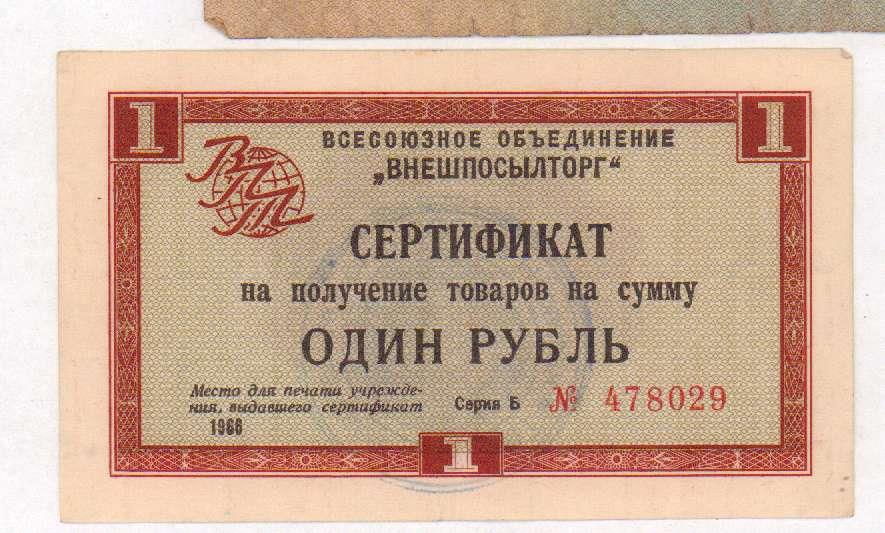 1
1
ВПТ
ВСЕСОЮЗНОЕ ОБЪЕДИНЕНИЕ
„ВНЕШПОСЫЛТОРГ“
СЕРТИФИКАТ
на получение товаров на сумму
ОДИН РУБЛЬ
Место для печати учрежде-
ния, выдавшего сертификат
1966
Серия Б № 478029
1